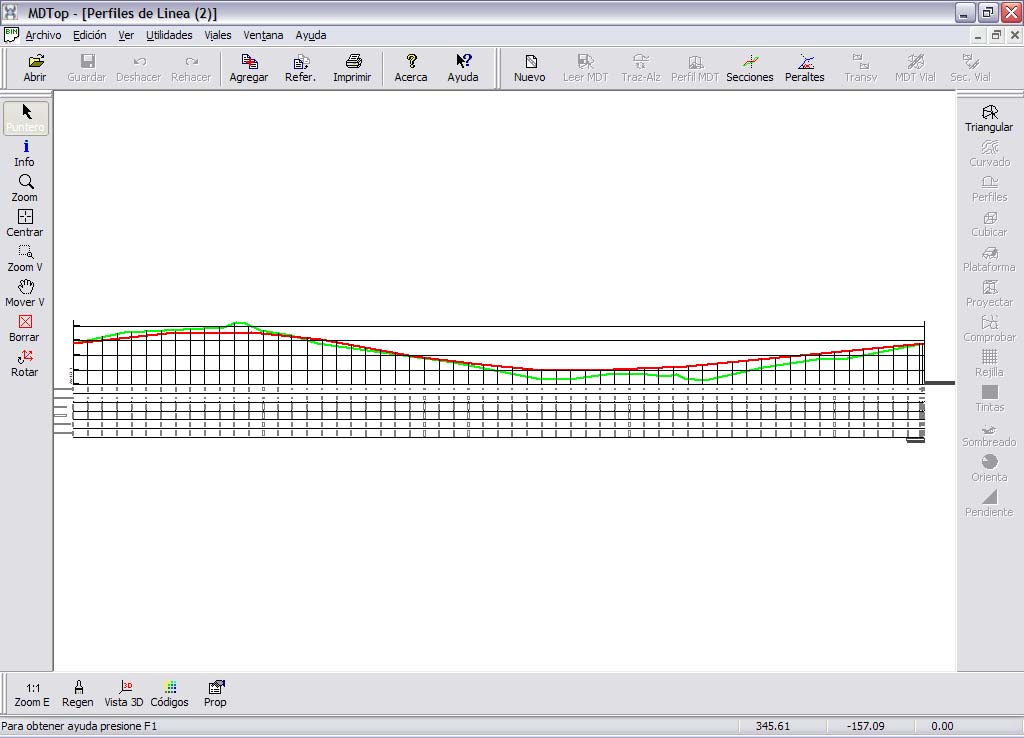 MDTop - [Perfiles de Linea (2)]
Archivo Edición Ver Utilidades Viales Ventana Ayuda
Abrir Guardar Deshacer Rehacer Agregar Refer. Imprimir Acerca Ayuda Nuevo Leer MDT Traz-Alz Perfil MDT Secciones Peraltes Transv MDT Vial Sec. Vial
Puntero
Info
Zoom
Centrar
Zoom V
Mover V
Borrar
Rotar
Triangular
Curvado
Perfiles
Cubicar
Plataforma
Proyectar
Comprobar
Rejilla
Tintas
Sombreado
Orienta
Pendiente
1:1
3D
Zoom E Regen Vista 3D Códigos Prop
Para obtener ayuda presione F1 345.61 -157.09 0.00